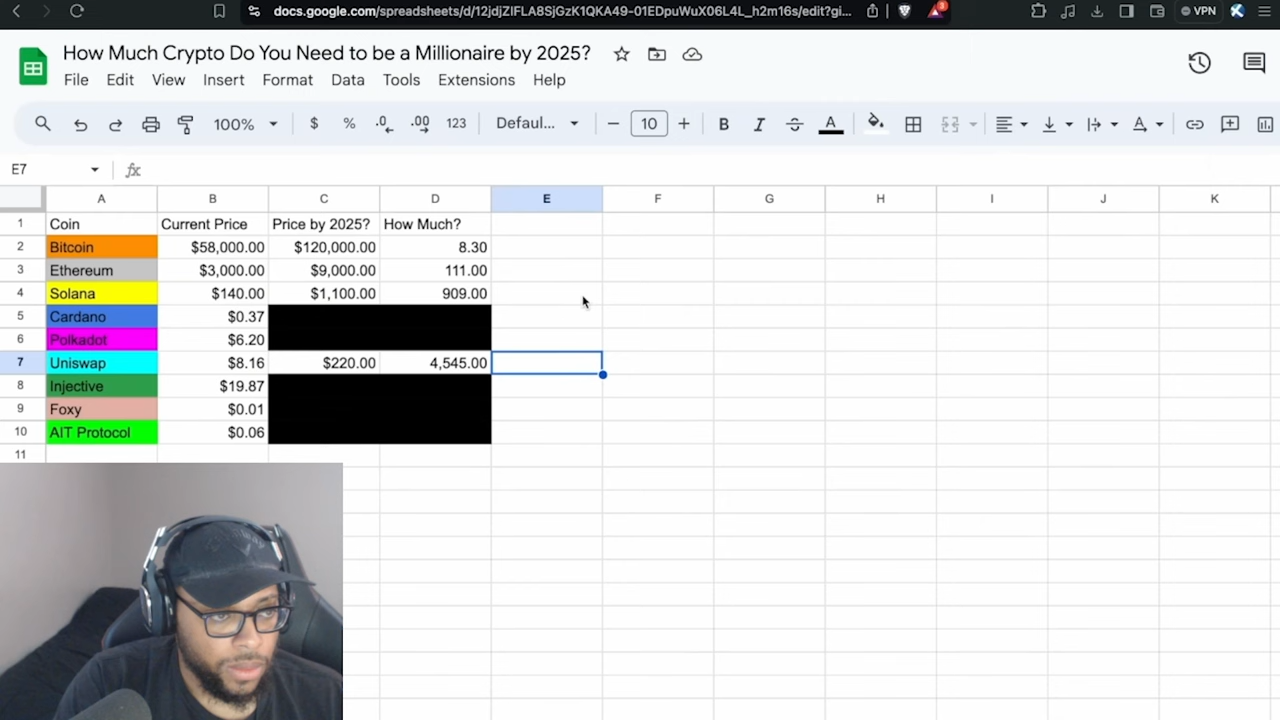 docs.google.com/spreadsheets/d/12jdjZIFLA8SjGzK1QKA49-01EDpuWuX06L4L_h2m16s/edit?gi...
3
VPN
How Much Crypto Do You Need to be a Millionaire by 2025?
File Edit View Insert Format Data Tools Extensions Help
100% $ % .0 .00 123 Defaul... 10 B I A
E7 fx
A B C D E F G H I J K
1 Coin Current Price Price by 2025? How Much?
2 Bitcoin $58,000.00 $120,000.00 8.30
3 Ethereum $3,000.00 $9,000.00 111.00
4 Solana $140.00 $1,100.00 909.00
5 Cardano $0.37
6 Polkadot $6.20
7 Uniswap $8.16 $220.00 4,545.00
8 Injective $19.87
9 Foxy $0.01
10 AIT Protocol $0.06
11